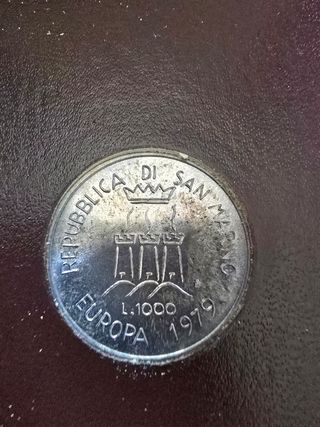 REPUBBLICA DI SAN MARINO
L.1000
EUROPA 1979